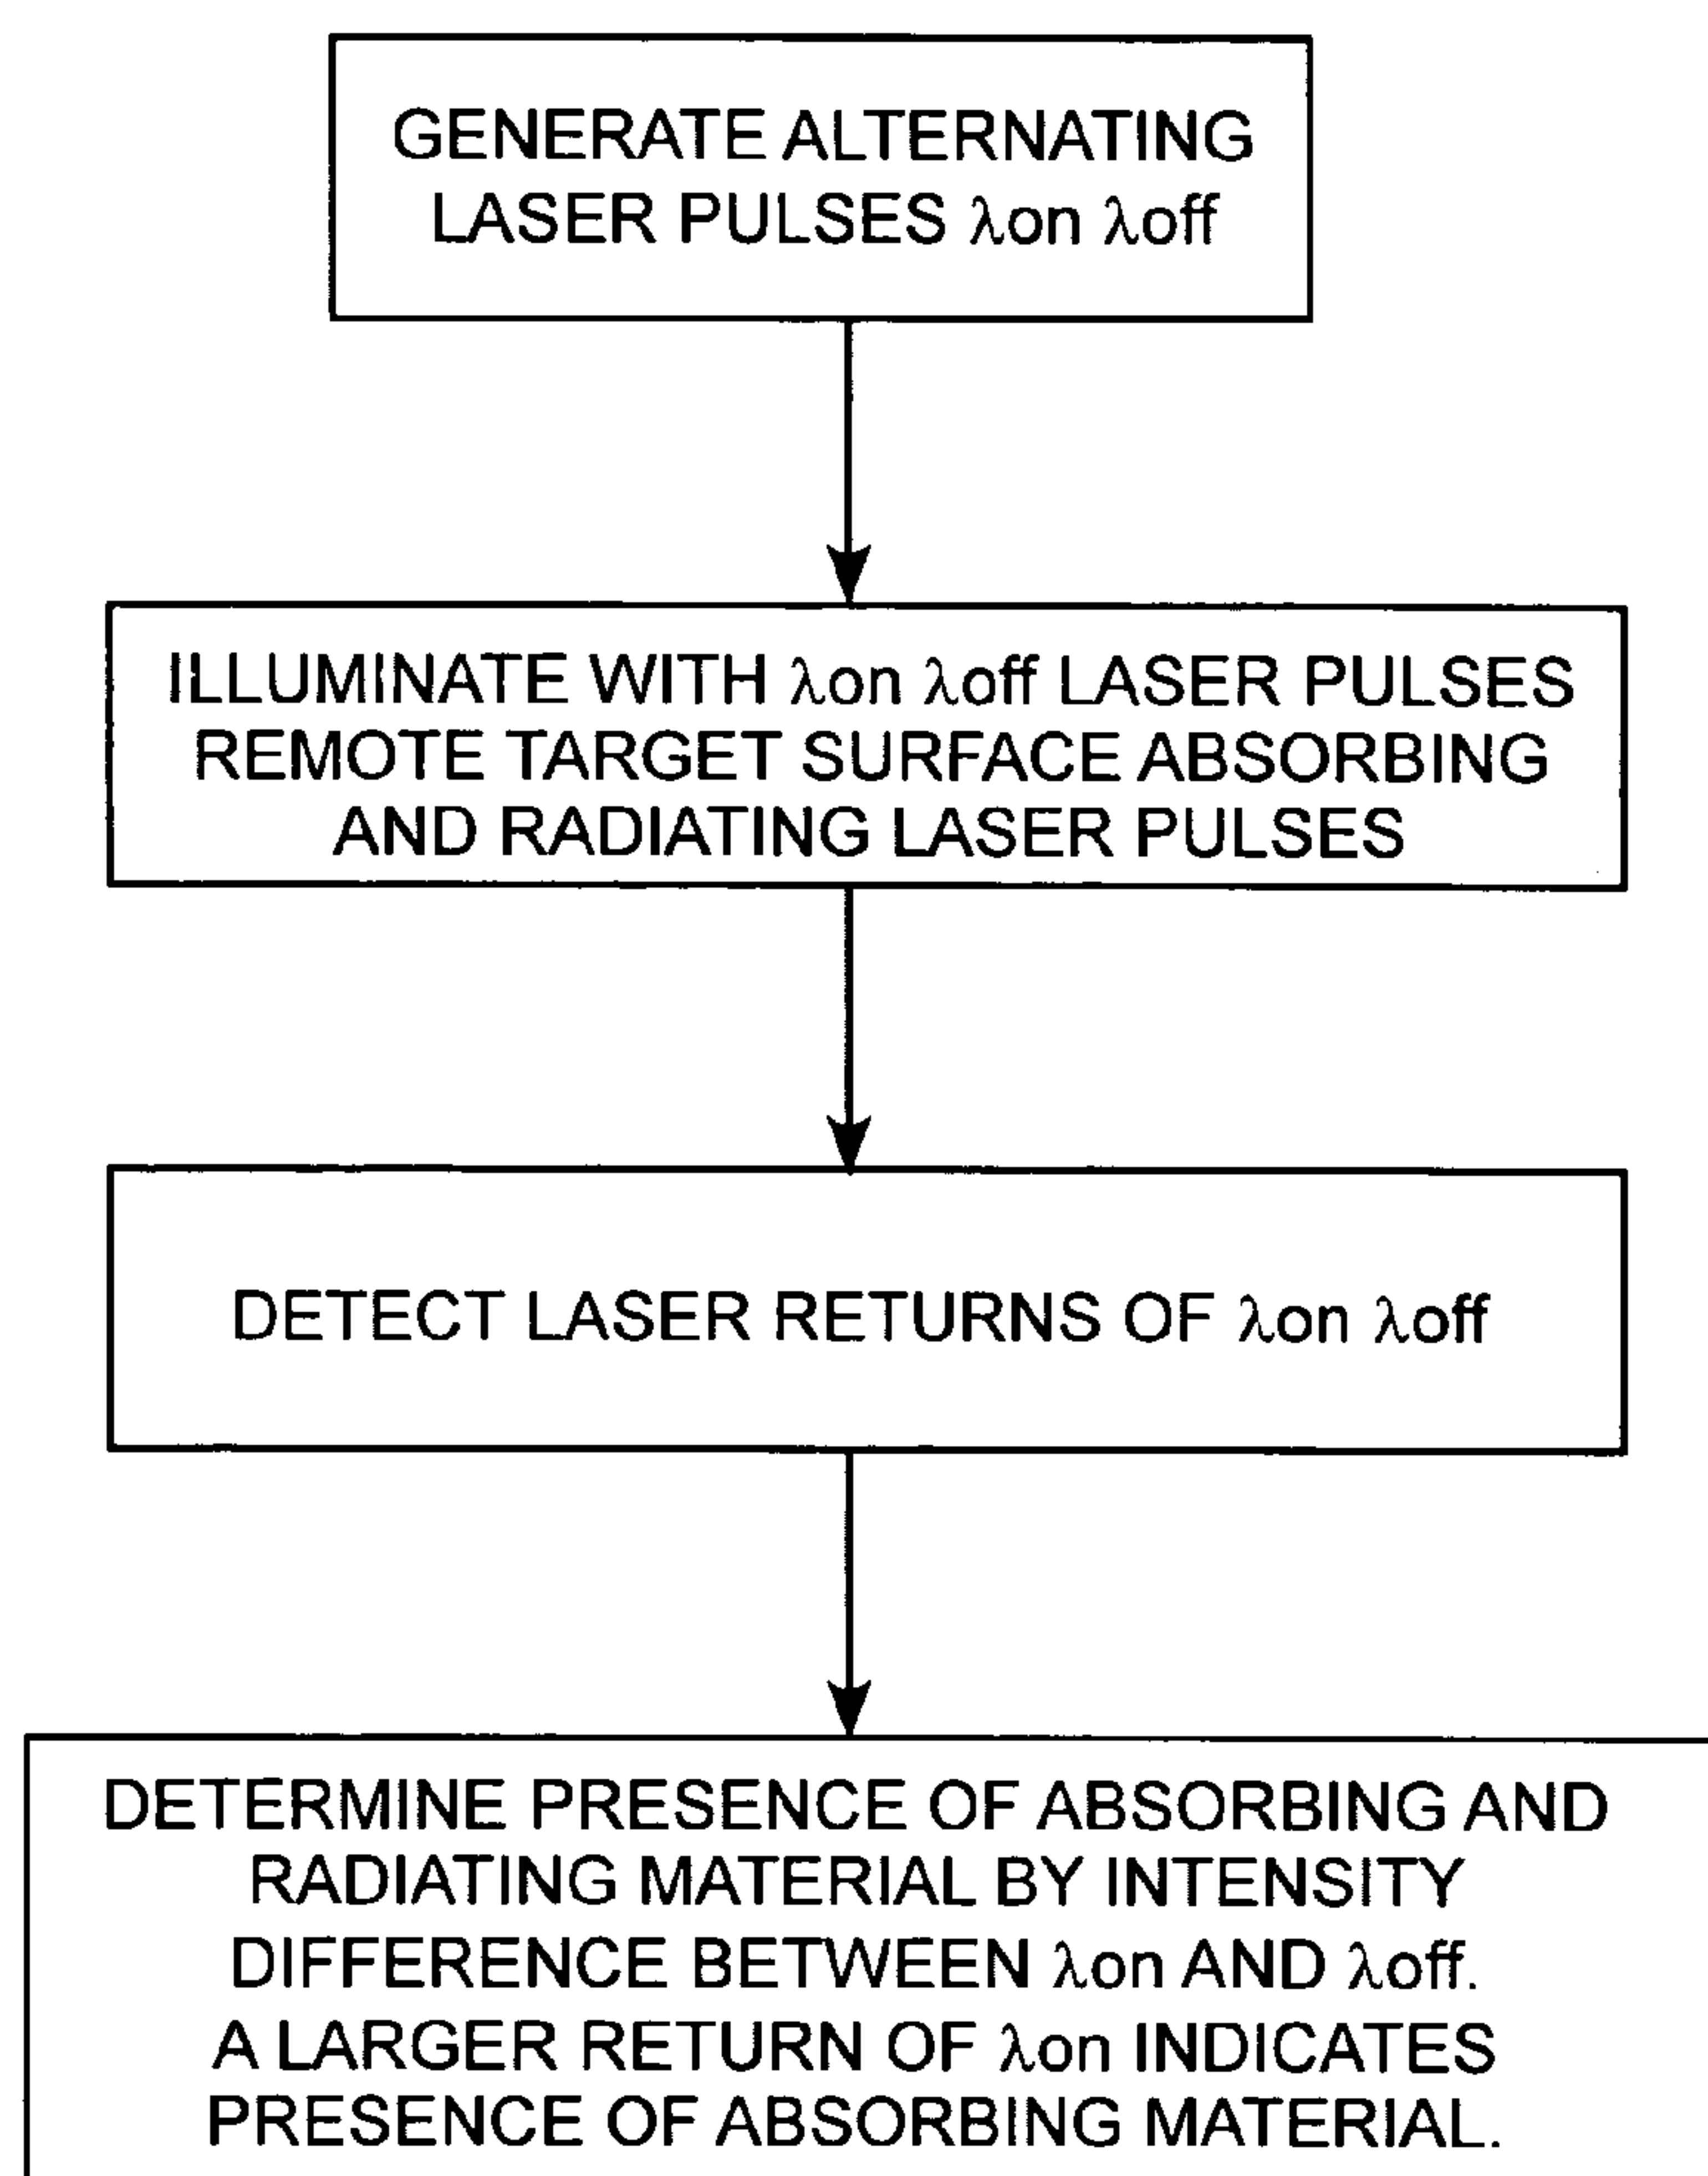 GENERATE ALTERNATING
LASER PULSES λon λoff
ILLUMINATE WITH λon λoff LASER PULSES
REMOTE TARGET SURFACE ABSORBING
AND RADIATING LASER PULSES
DETECT LASER RETURNS OF λon λoff
DETERMINE PRESENCE OF ABSORBING AND
RADIATING MATERIAL BY INTENSITY
DIFFERENCE BETWEEN λon AND λoff.
A LARGER RETURN OF λon INDICATES
PRESENCE OF ABSORBING MATERIAL.